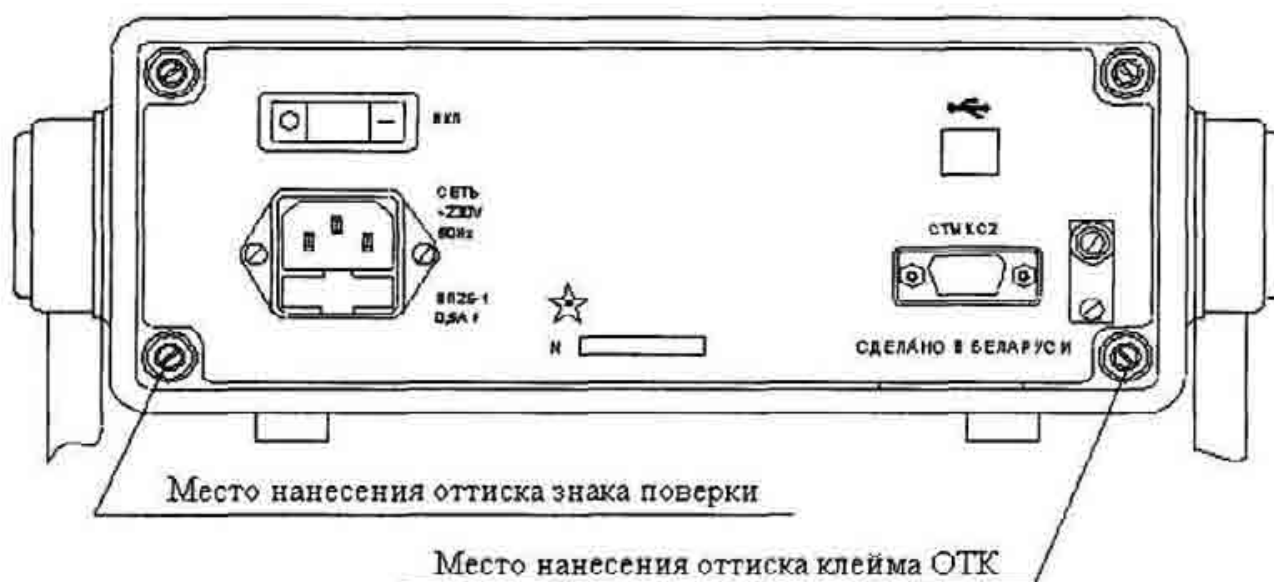 ВКЛ
СЕТЬ
~230V
50Hz
СТЫК С2
ВП2Б-1
0,5А
N
СДЕЛАНО В БЕЛАРУСИ
Место нанесения оттиска знака поверки
Место нанесения оттиска клейма ОТК